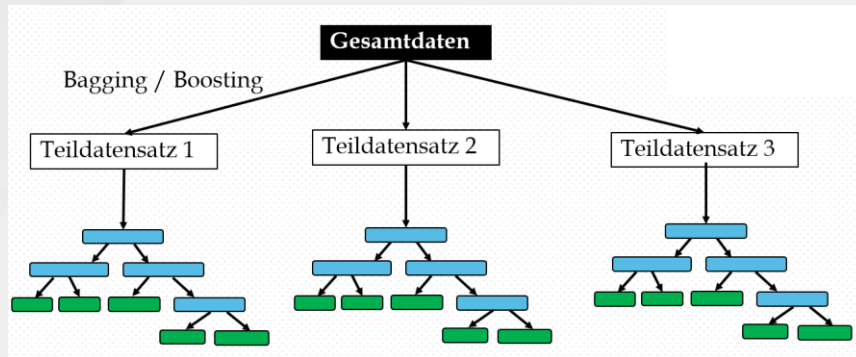 Gesamtdaten
Bagging / Boosting
Teildatensatz 1
Teildatensatz 2
Teildatensatz 3